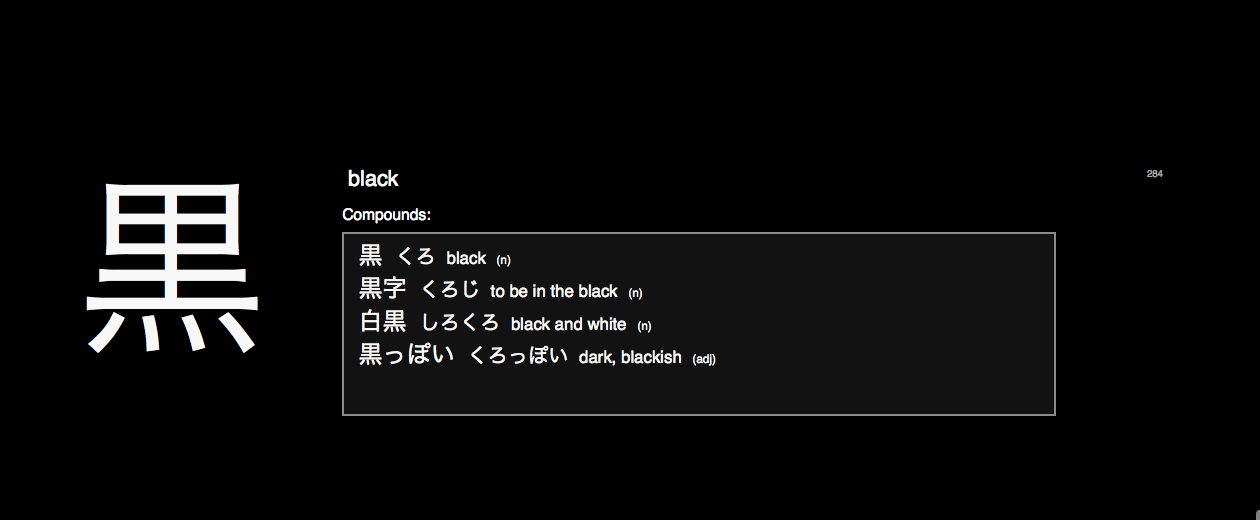 黒
black
284
Compounds:
黒 くろ black (n)
黒字 くろじ to be in the black (n)
白黒 しろくろ black and white (n)
黒っぽい くろっぽい dark, blackish (adj)